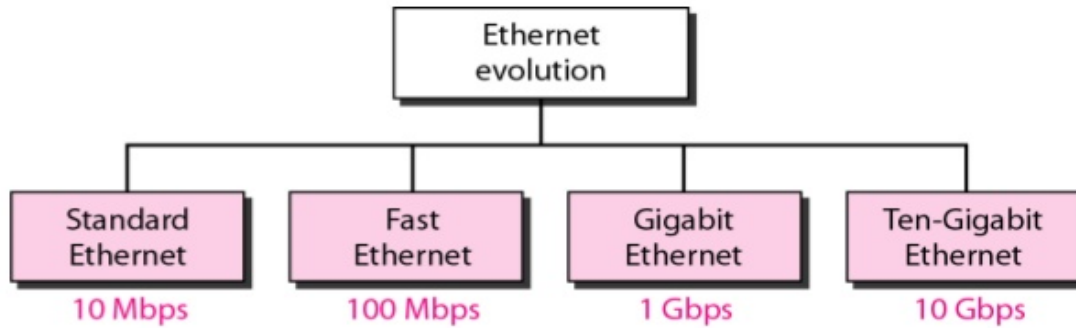 Ethernet
evolution
Standard
Ethernet
10 Mbps
Fast
Ethernet
100 Mbps
Gigabit
Ethernet
1 Gbps
Ten-Gigabit
Ethernet
10 Gbps